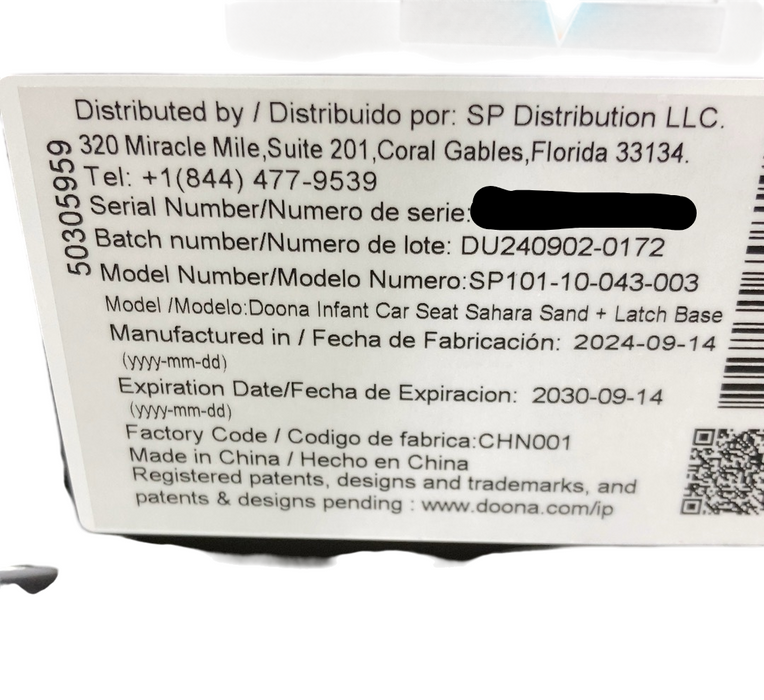 Distributed by / Distribuido por: SP Distribution LLC.
320 Miracle Mile,Suite 201,Coral Gables,Florida 33134.
Tel: +1(844) 477-9539
Serial Number/Numero de serie:
Batch number/Numero de lote: DU240902-0172
Model Number/Modelo Numero:SP101-10-043-003
Model /Modelo:Doona Infant Car Seat Sahara Sand + Latch Base
Manufactured in / Fecha de Fabricación: 2024-09-14
(yyyy-mm-dd)
Expiration Date/Fecha de Expiracion: 2030-09-14
(yyyy-mm-dd)
Factory Code / Codigo de fabrica:CHN001
Made in China / Hecho en China
Registered patents, designs and trademarks, and
patents & designs pending : www.doona.com/ip
50305959